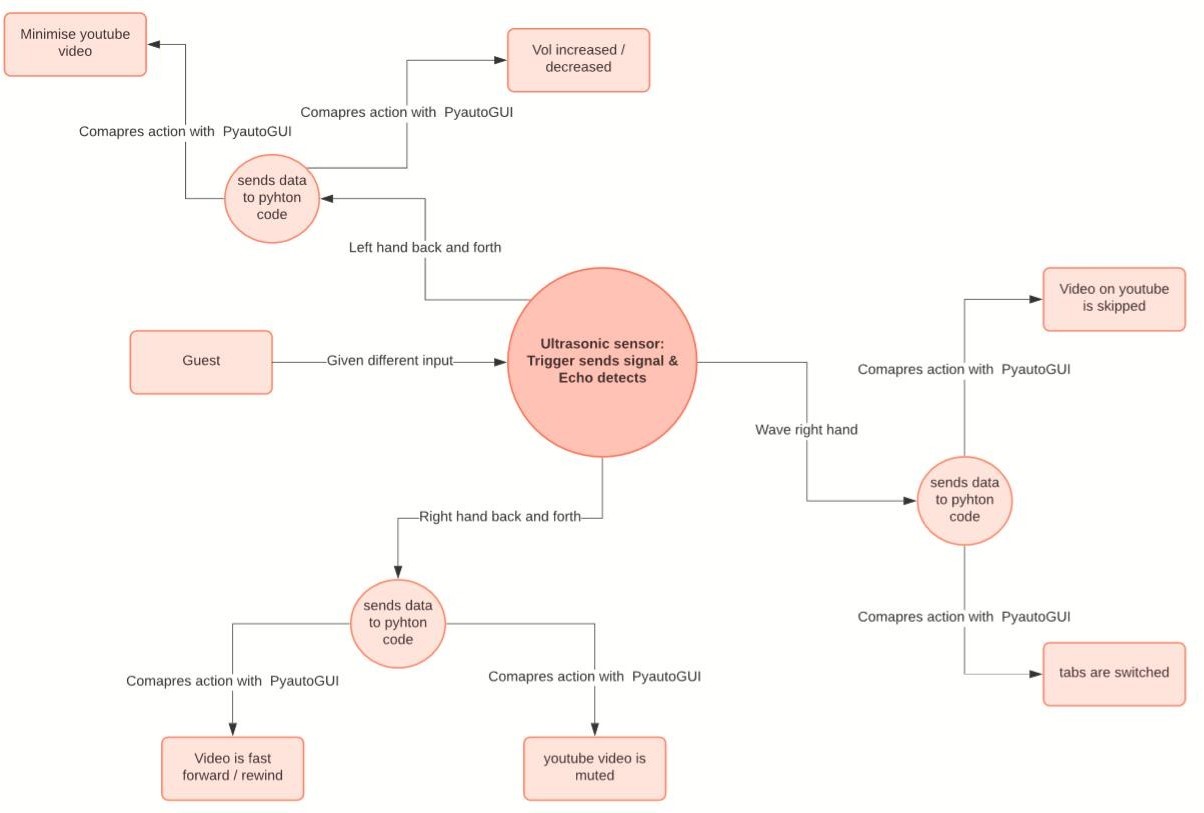 Minimise youtube
video
Vol increased /
decreased
Comapres action with  PyautoGUI
Comapres action with  PyautoGUI
sends data
to pyhton
code
Left hand back and forth
Video on youtube
is skipped
Guest
Given different input
Ultrasonic sensor:
Trigger sends signal &
Echo detects
Comapres action with  PyautoGUI
Wave right hand
sends data
to pyhton
code
Right hand back and forth
sends data
to pyhton
code
Comapres action with  PyautoGUI
tabs are switched
Comapres action with  PyautoGUI
Comapres action with  PyautoGUI
Video is fast
forward / rewind
youtube video is
muted